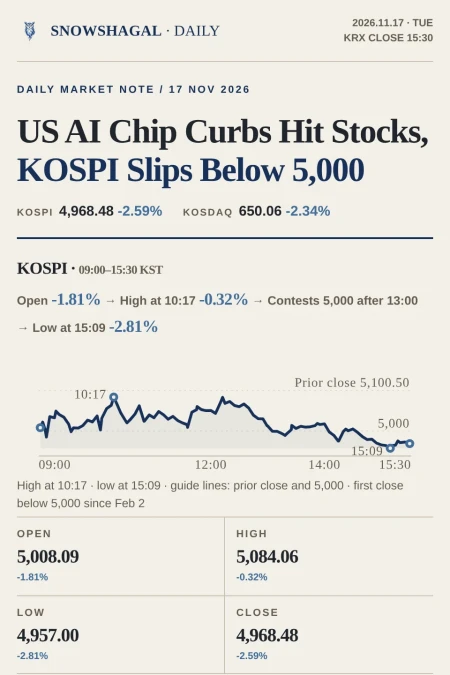 SNOWSHAGAL · DAILY
2026.11.17 · TUE
KRX CLOSE 15:30
DAILY MARKET NOTE / 17 NOV 2026
US AI Chip Curbs Hit Stocks,
KOSPI Slips Below 5,000
KOSPI 4,968.48 -2.59% KOSDAQ 650.06 -2.34%
KOSPI · 09:00–15:30 KST
Open -1.81% → High at 10:17 -0.32% → Contests 5,000 after 13:00
→ Low at 15:09 -2.81%
Prior close 5,100.50
10:17
5,000
15:09
09:00 12:00 14:00 15:30
High at 10:17 · low at 15:09 · guide lines: prior close and 5,000 · first close
below 5,000 since Feb 2
OPEN HIGH
5,008.09 5,084.06
-1.81% -0.32%
LOW CLOSE
4,957.00 4,968.48
-2.81% -2.59%